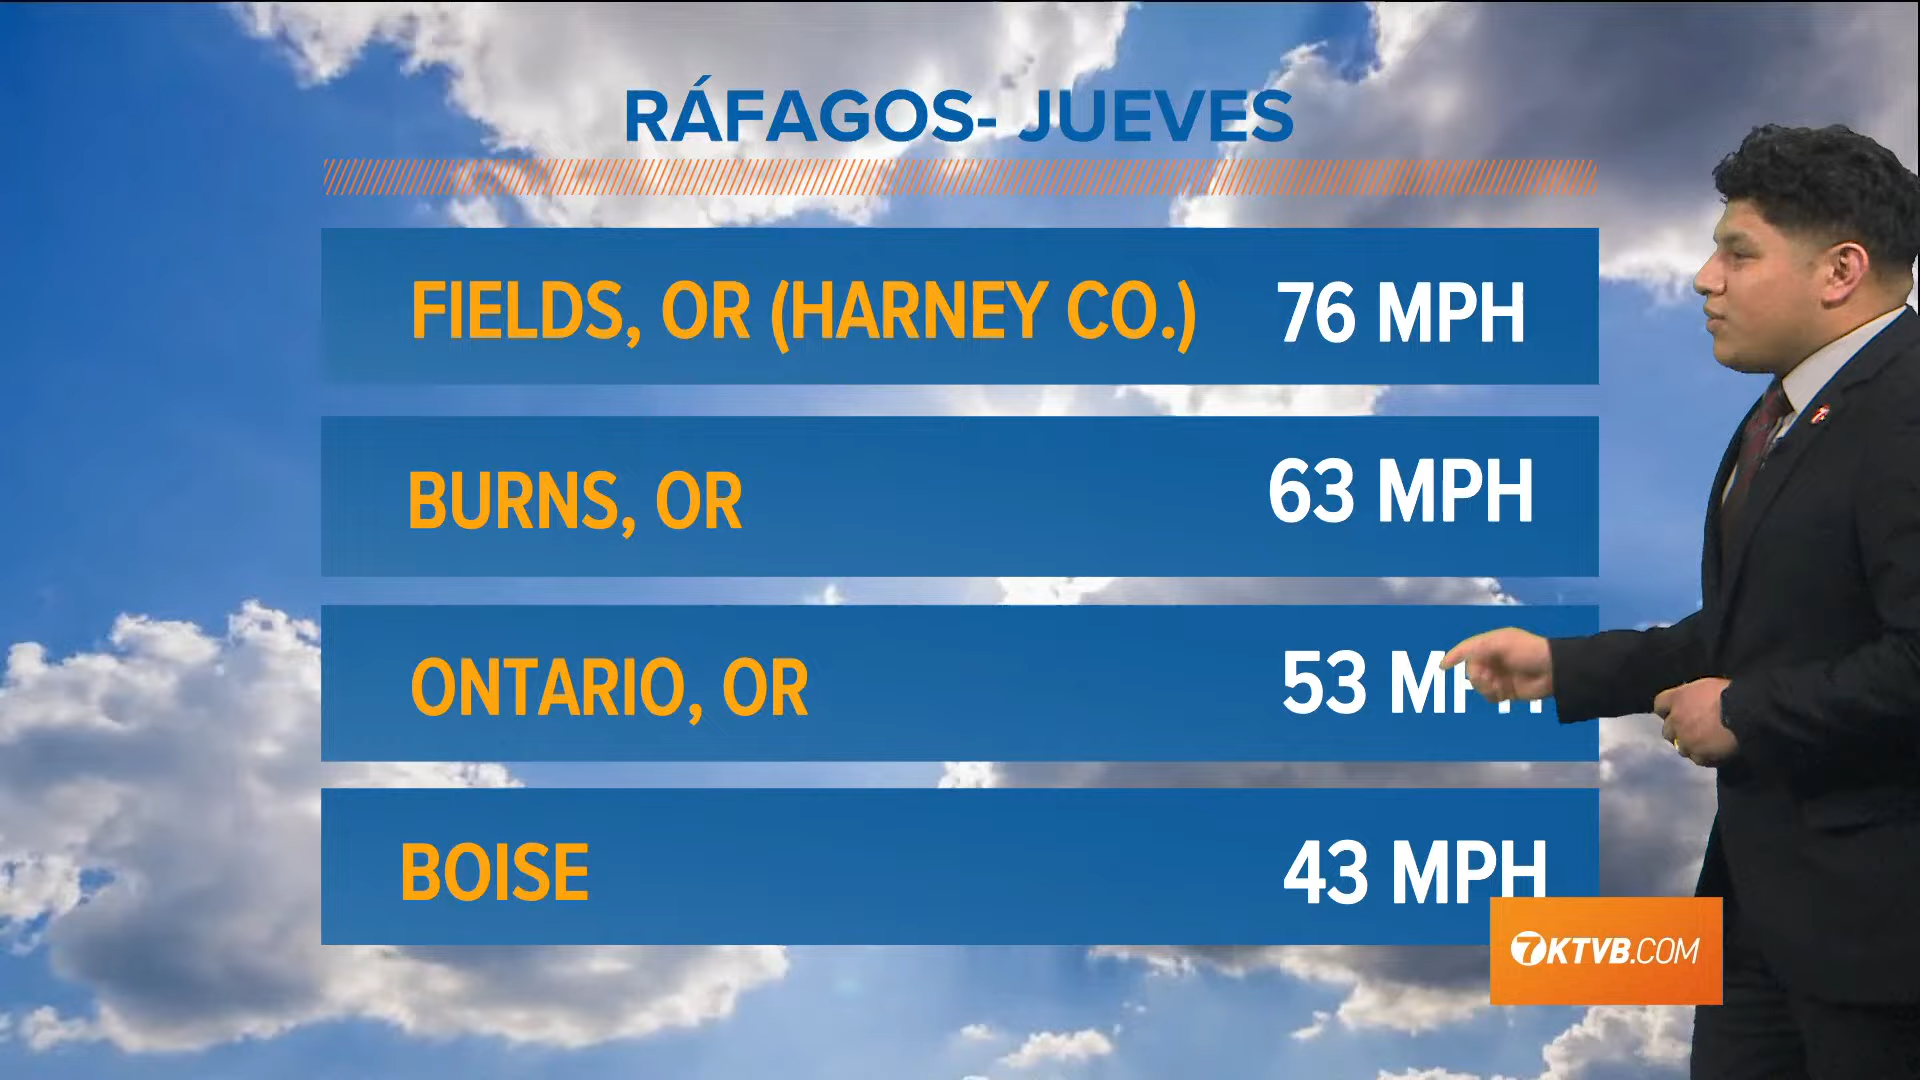 RÁFAGOS- JUEVES
FIELDS, OR (HARNEY CO.) 76 MPH
BURNS, OR 63 MPH
ONTARIO, OR 53 MPH
BOISE 43 MPH
7KTVB.COM